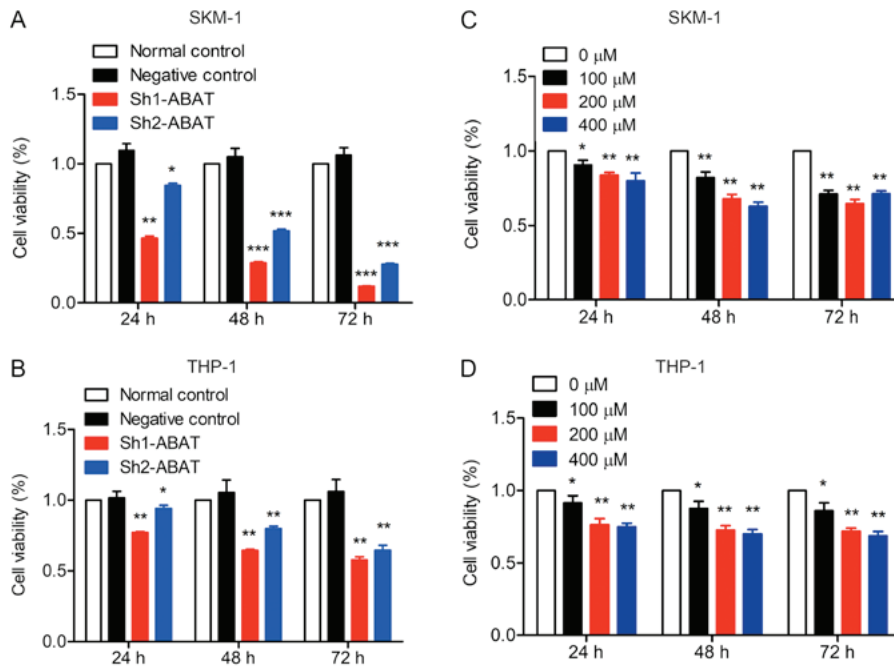 A
SKM-1
Normal control
Negative control
Sh1-ABAT
Sh2-ABAT
Cell viability (%)
1.5
1.0
0.5
0.0
** *
*** ***
*** ***
24 h 48 h 72 h
C
SKM-1
0 μM
100 μM
200 μM
400 μM
Cell viability (%)
1.5
1.0
0.5
0.0
* ** **
** ** **
** ** **
24 h 48 h 72 h
B
THP-1
Normal control
Negative control
Sh1-ABAT
Sh2-ABAT
Cell viability (%)
1.5
1.0
0.5
0.0
** *
** **
** **
24 h 48 h 72 h
D
THP-1
0 μM
100 μM
200 μM
400 μM
Cell viability (%)
1.5
1.0
0.5
0.0
* ** **
* ** **
* ** **
24 h 48 h 72 h